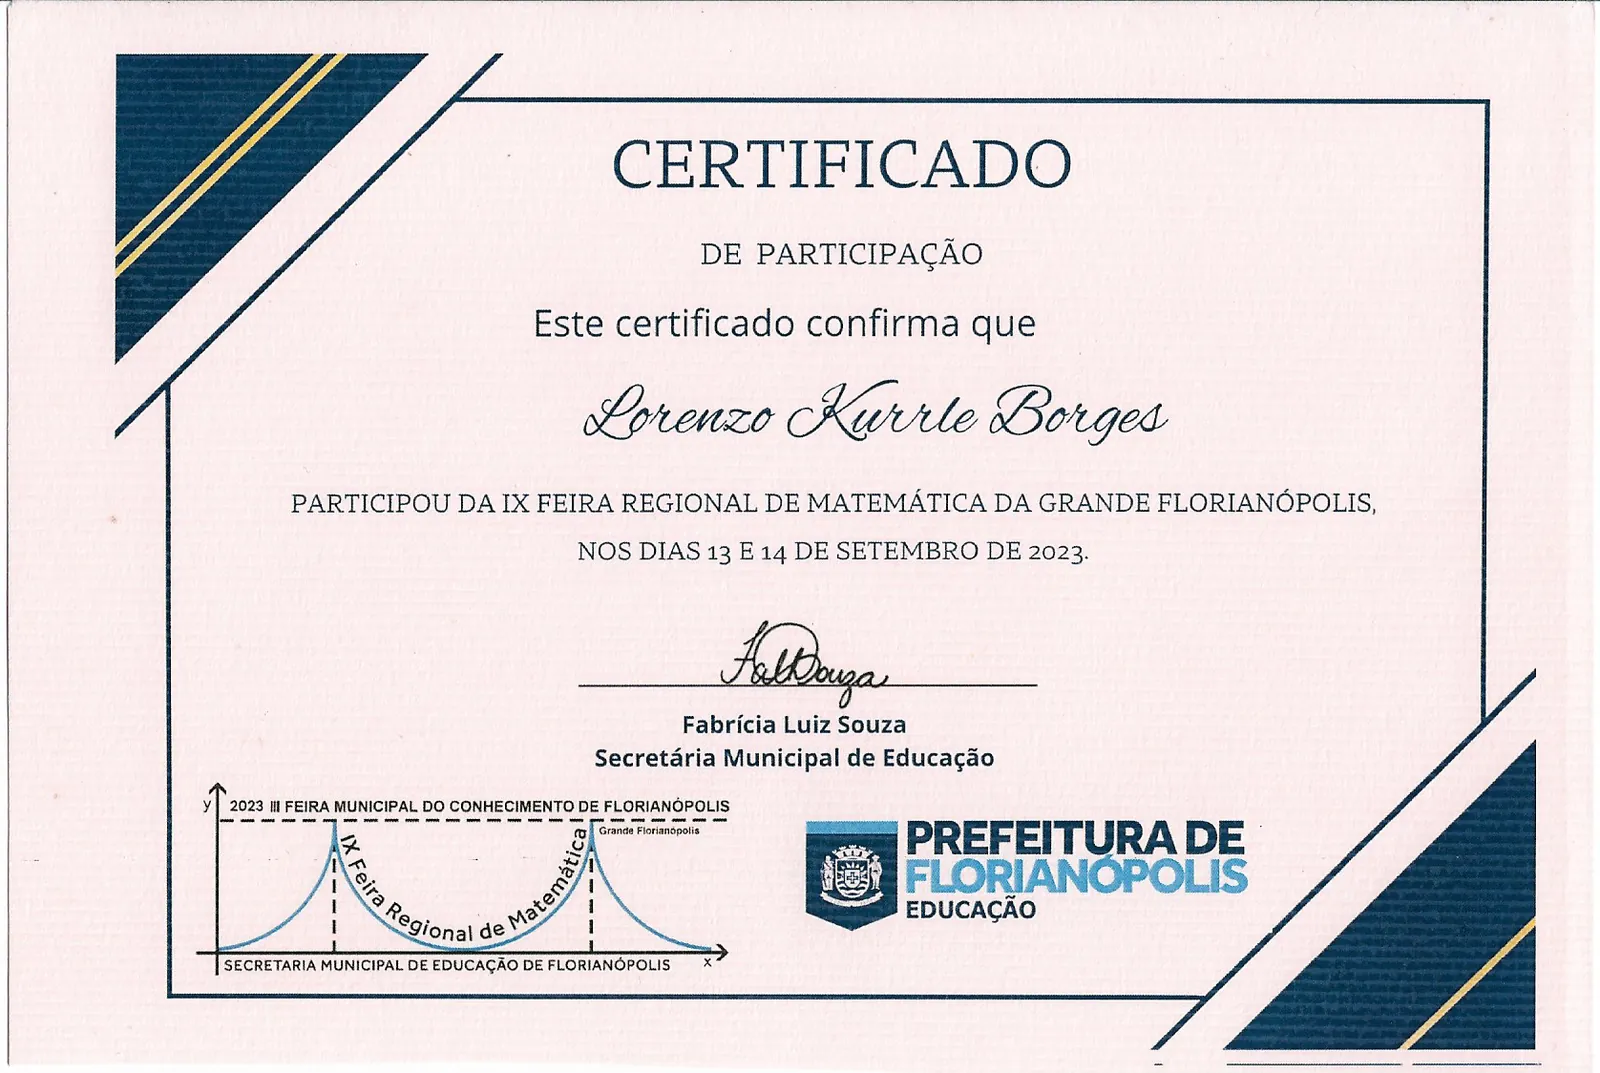 CERTIFICADO
DE PARTICIPAÇÃO
Este certificado confirma que
Lorenzo Kurrle Borges
PARTICIPOU DA IX FEIRA REGIONAL DE MATEMÁTICA DA GRANDE FLORIANÓPOLIS,
NOS DIAS 13 E 14 DE SETEMBRO DE 2023.
FabSouza
Fabrícia Luiz Souza
Secretária Municipal de Educação
y 2023 III FEIRA MUNICIPAL DO CONHECIMENTO DE FLORIANÓPOLIS
Grande Florianópolis
IX Feira Regional de Matemática
SECRETARIA MUNICIPAL DE EDUCAÇÃO DE FLORIANÓPOLIS x
PREFEITURA DE
FLORIANÓPOLIS
EDUCAÇÃO